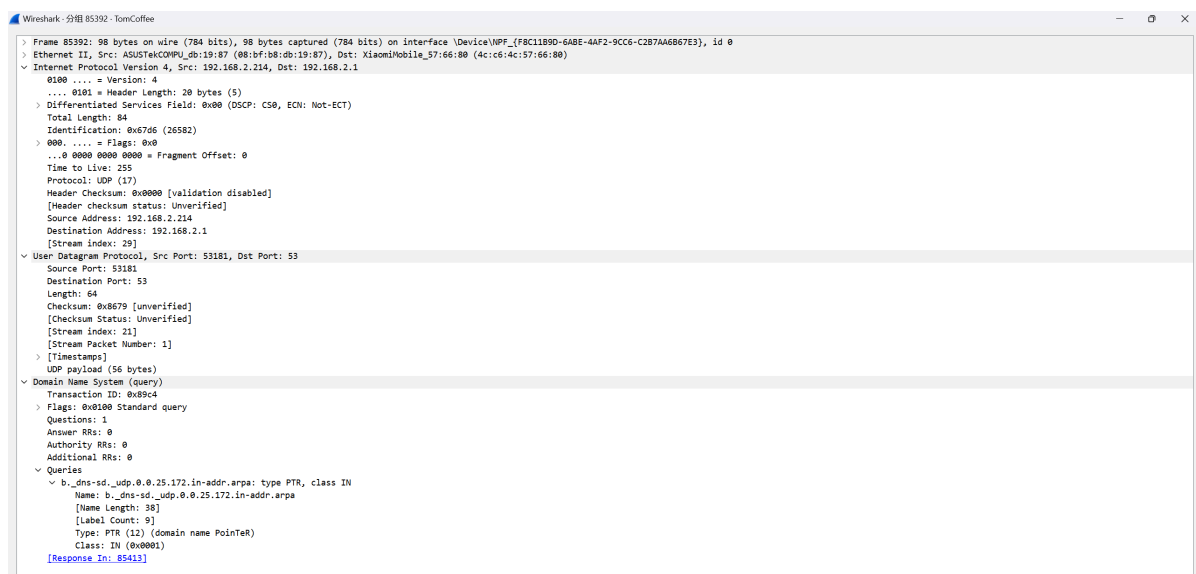 Wireshark · 分组 85392 · TomCoffee
Frame 85392: 98 bytes on wire (784 bits), 98 bytes captured (784 bits) on interface \Device\NPF_{F8C11B9D-6ABE-4AF2-9CC6-C2B7AA6B67E3}, id 0
Ethernet II, Src: ASUSTekCOMPU_db:19:87 (08:bf:b8:db:19:87), Dst: XiaomiMobile_57:66:80 (4c:c6:4c:57:66:80)
Internet Protocol Version 4, Src: 192.168.2.214, Dst: 192.168.2.1
0100 .... = Version: 4
.... 0101 = Header Length: 20 bytes (5)
Differentiated Services Field: 0x00 (DSCP: CS0, ECN: Not-ECT)
Total Length: 84
Identification: 0x67d6 (26582)
000. .... = Flags: 0x0
...0 0000 0000 0000 = Fragment Offset: 0
Time to Live: 255
Protocol: UDP (17)
Header Checksum: 0x0000 [validation disabled]
[Header checksum status: Unverified]
Source Address: 192.168.2.214
Destination Address: 192.168.2.1
[Stream index: 29]
User Datagram Protocol, Src Port: 53181, Dst Port: 53
Source Port: 53181
Destination Port: 53
Length: 64
Checksum: 0x8679 [unverified]
[Checksum Status: Unverified]
[Stream index: 21]
[Stream Packet Number: 1]
[Timestamps]
UDP payload (56 bytes)
Domain Name System (query)
Transaction ID: 0x89c4
Flags: 0x0100 Standard query
Questions: 1
Answer RRs: 0
Authority RRs: 0
Additional RRs: 0
Queries
b._dns-sd._udp.0.0.25.172.in-addr.arpa: type PTR, class IN
Name: b._dns-sd._udp.0.0.25.172.in-addr.arpa
[Name Length: 38]
[Label Count: 9]
Type: PTR (12) (domain name PoinTeR)
Class: IN (0x0001)
[Response In: 85413]